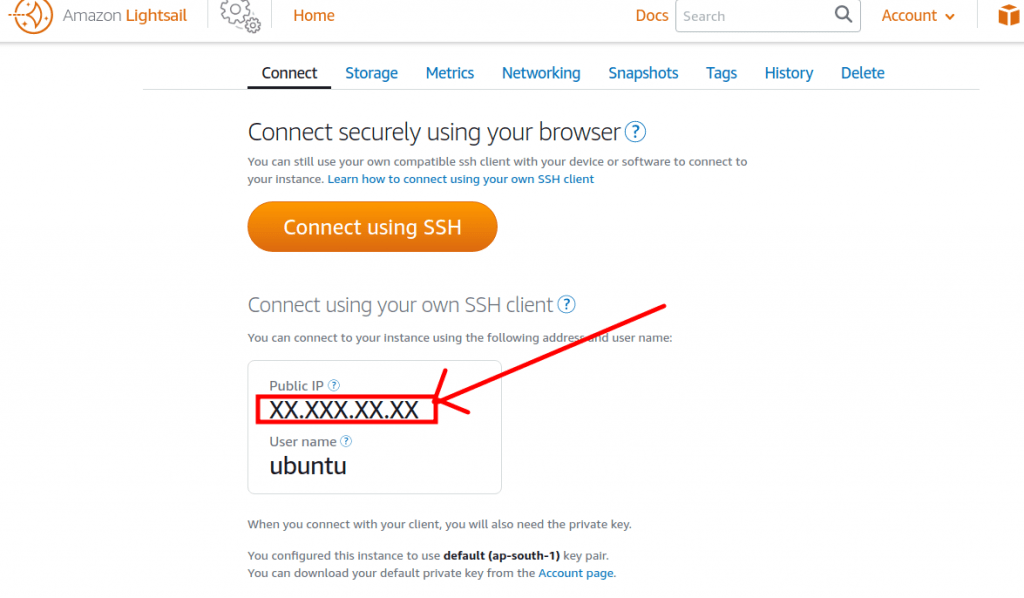 Amazon Lightsail Home Docs Search Account
Connect Storage Metrics Networking Snapshots Tags History Delete
Connect securely using your browser ?
You can still use your own compatible ssh client with your device or software to connect to
your instance. Learn how to connect using your own SSH client
Connect using SSH
Connect using your own SSH client ?
You can connect to your instance using the following address and user name:
Public IP ?
XX.XXX.XX.XX
User name ?
ubuntu
When you connect with your client, you will also need the private key.
You configured this instance to use default (ap-south-1) key pair.
You can download your default private key from the Account page.